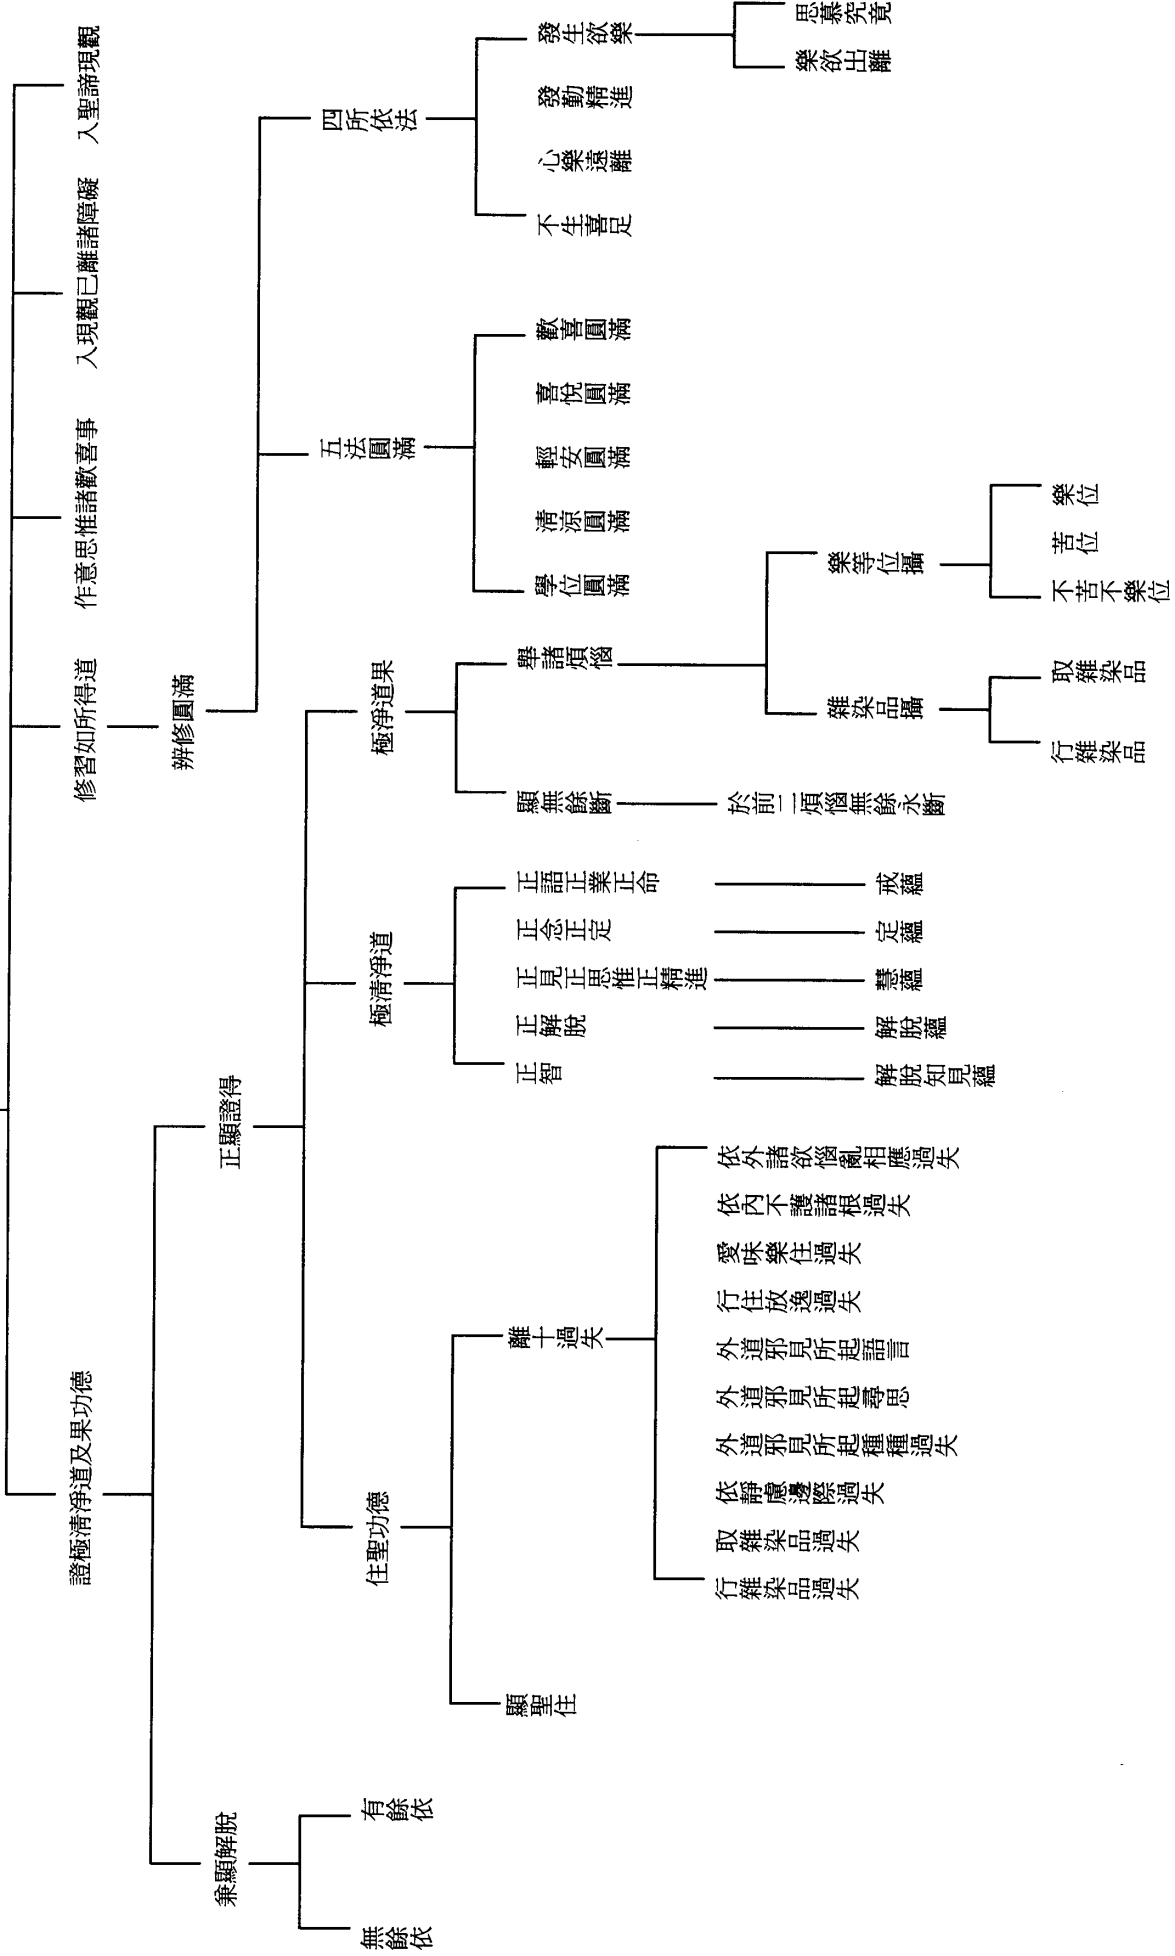 入聖諦現觀
入現觀已離諸障礙
作意思惟諸歡喜事
修習如所得道
辨修圓滿
四所依法
發生欲樂
思慕究竟
樂欲出離
發勤精進
心樂遠離
不生喜足
五法圓滿
歡喜圓滿
喜悅圓滿
輕安圓滿
清涼圓滿
學位圓滿
證極清淨道及果功德
正顯證得
極淨道果
舉諸煩惱
樂等位攝
樂位
苦位
不苦不樂位
雜染品攝
取雜染品
行雜染品
顯無餘斷
於前二煩惱無餘永斷
極清淨道
正語正業正命
戒蘊
正念正定
定蘊
正見正思惟正精進
慧蘊
正解脫
解脫蘊
正智
解脫知見蘊
住聖功德
離十過失
依外諸欲惱亂相應過失
依內不護諸根過失
愛味樂住過失
行住放逸過失
外道邪見所起語言
外道邪見所起尋思
外道邪見所起種種過失
依靜慮邊際過失
取雜染品過失
行雜染品過失
顯聖住
兼顯解脫
有餘依
無餘依